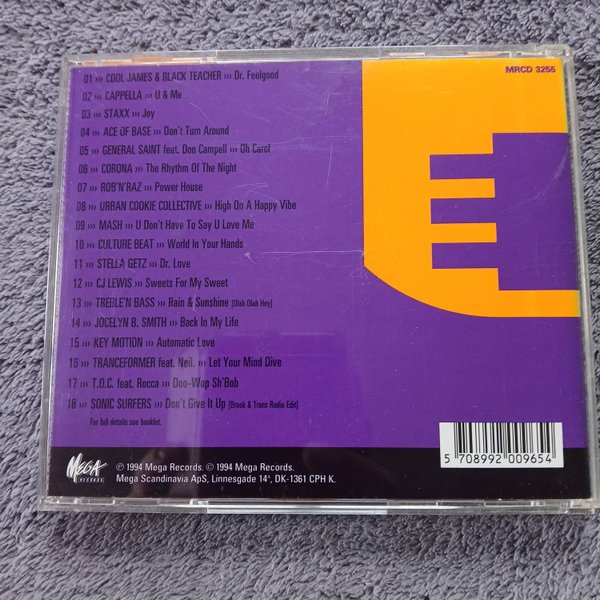 MRCD 3255
01 ››› COOL JAMES & BLACK TEACHER ››› Dr. Feelgood
02 ››› CAPPELLA ››› U & Me
03 ››› STAXX ››› Joy
04 ››› ACE OF BASE ››› Don't Turn Around
05 ››› GENERAL SAINT feat. Don Campell ››› Oh Carol
06 ››› CORONA ››› The Rhythm Of The Night
07 ››› ROB'N'RAZ ››› Power House
08 ››› URBAN COOKIE COLLECTIVE ››› High On A Happy Vibe
09 ››› MASH ››› U Don't Have To Say U Love Me
10 ››› CULTURE BEAT ››› World In Your Hands
11 ››› STELLA GETZ ››› Dr. Love
12 ››› CJ LEWIS ››› Sweets For My Sweet
13 ››› TREBLE'N BASS ››› Rain & Sunshine [Olah Olah Hey]
14 ››› JOCELYN B. SMITH ››› Back In My Life
15 ››› KEY MOTION ››› Automatic Love
16 ››› TRANCEFORMER feat. Neil. ››› Let Your Mind Dive
17 ››› T.O.C. feat. Rocca ››› Doo-Wop Sh'Bob
18 ››› SONIC SURFERS ››› Don't Give It Up (Brook & Trans Radio Edit)
For full details see booklet.
MEGA
RECORDS
℗ 1994 Mega Records. © 1994 Mega Records.
Mega Scandinavia ApS, Linnesgade 14⁴, DK-1361 CPH K.
5 708992 009654